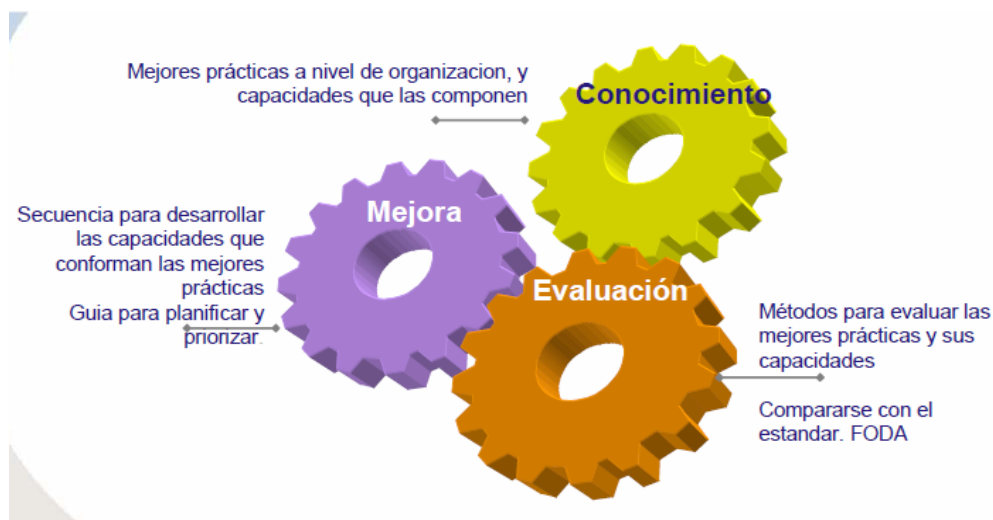 Mejores prácticas a nivel de organizacion, y
capacidades que las componen
Conocimiento
Secuencia para desarrollar
las capacidades que
conforman las mejores
prácticas
Guia para planificar y
priorizar.
Mejora
Evaluación
Métodos para evaluar las
mejores prácticas y sus
capacidades
Compararse con el
estandar. FODA